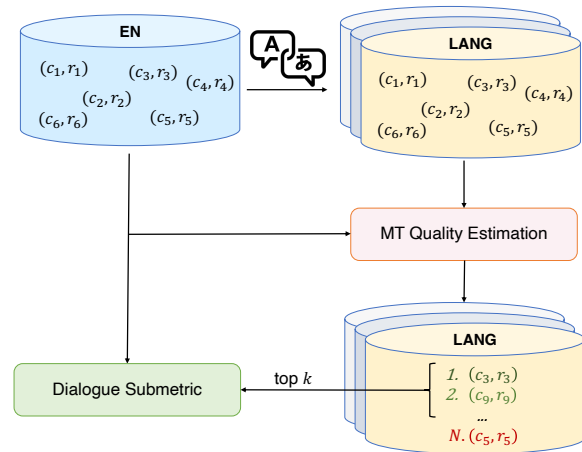 EN
(c₁, r₁)
(c₃, r₃)
(c₄, r₄)
(c₂, r₂)
(c₆, r₆)
(c₅, r₅)
A
あ
LANG
(c₁, r₁)
(c₃, r₃)
(c₄, r₄)
(c₂, r₂)
(c₆, r₆)
(c₅, r₅)
MT Quality Estimation
LANG
1. (c₃, r₃)
2. (c₉, r₉)
...
N. (c₅, r₅)
top k
Dialogue Submetric